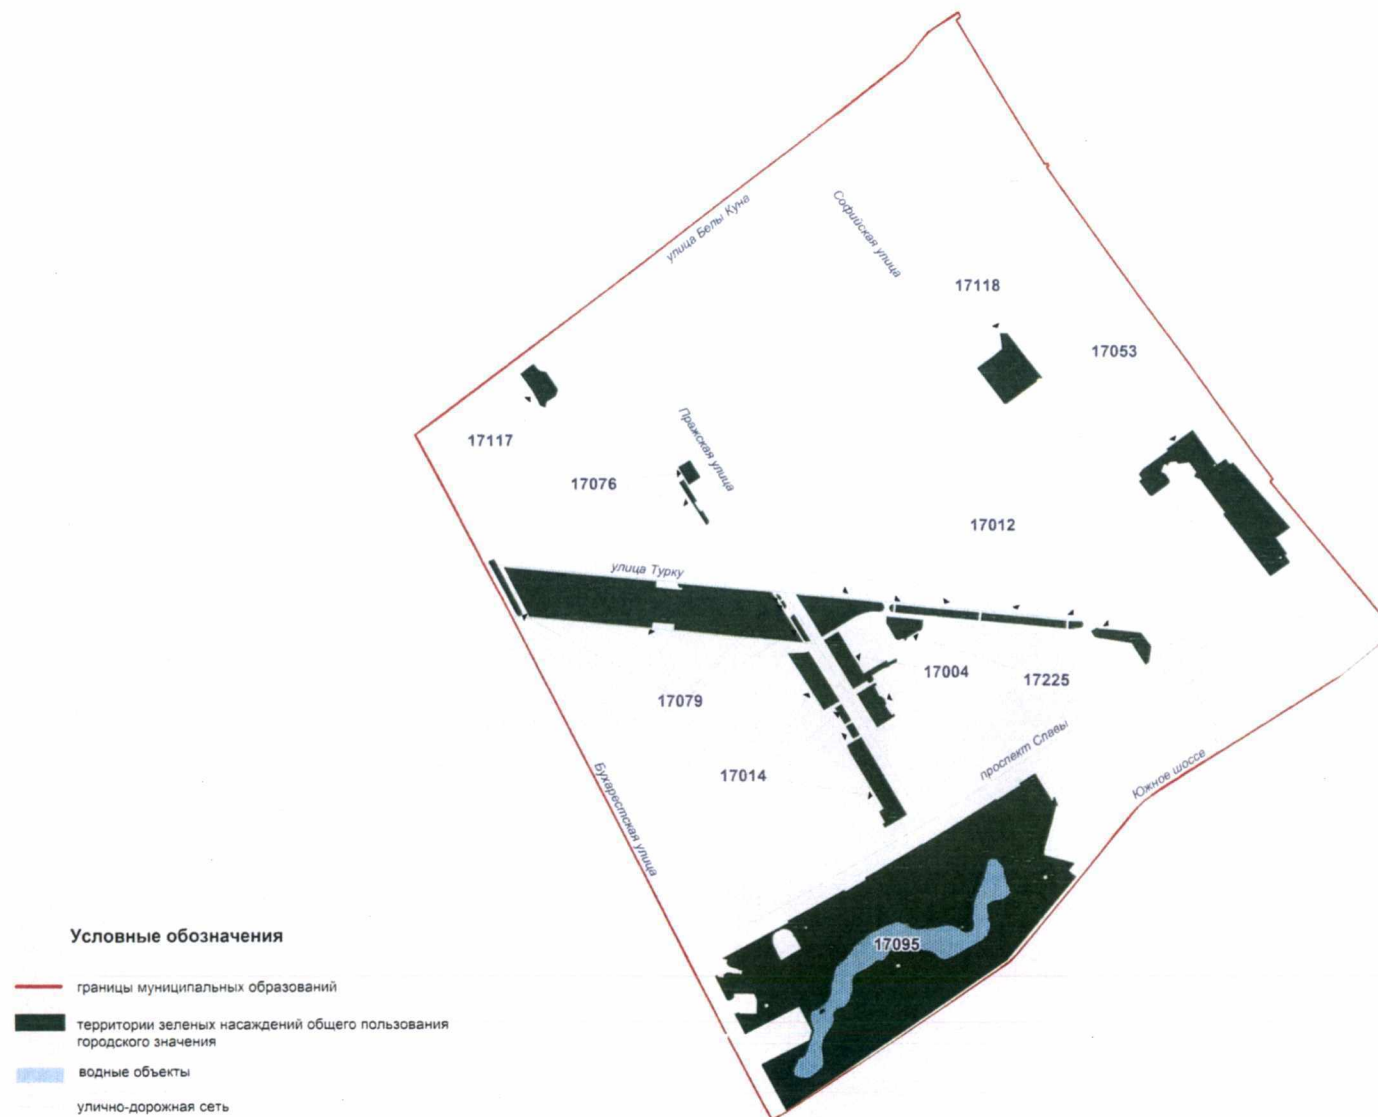 улица Белы Куна
Софийская улица
17118
17053
17117
Пражская улица
17076
17012
улица Турку
17004
17225
17079
проспект Славы
Южное шоссе
17014
Бухарестская улица
17095
Условные обозначения
границы муниципальных образований
территории зеленых насаждений общего пользования
городского значения
водные объекты
улично-дорожная сеть